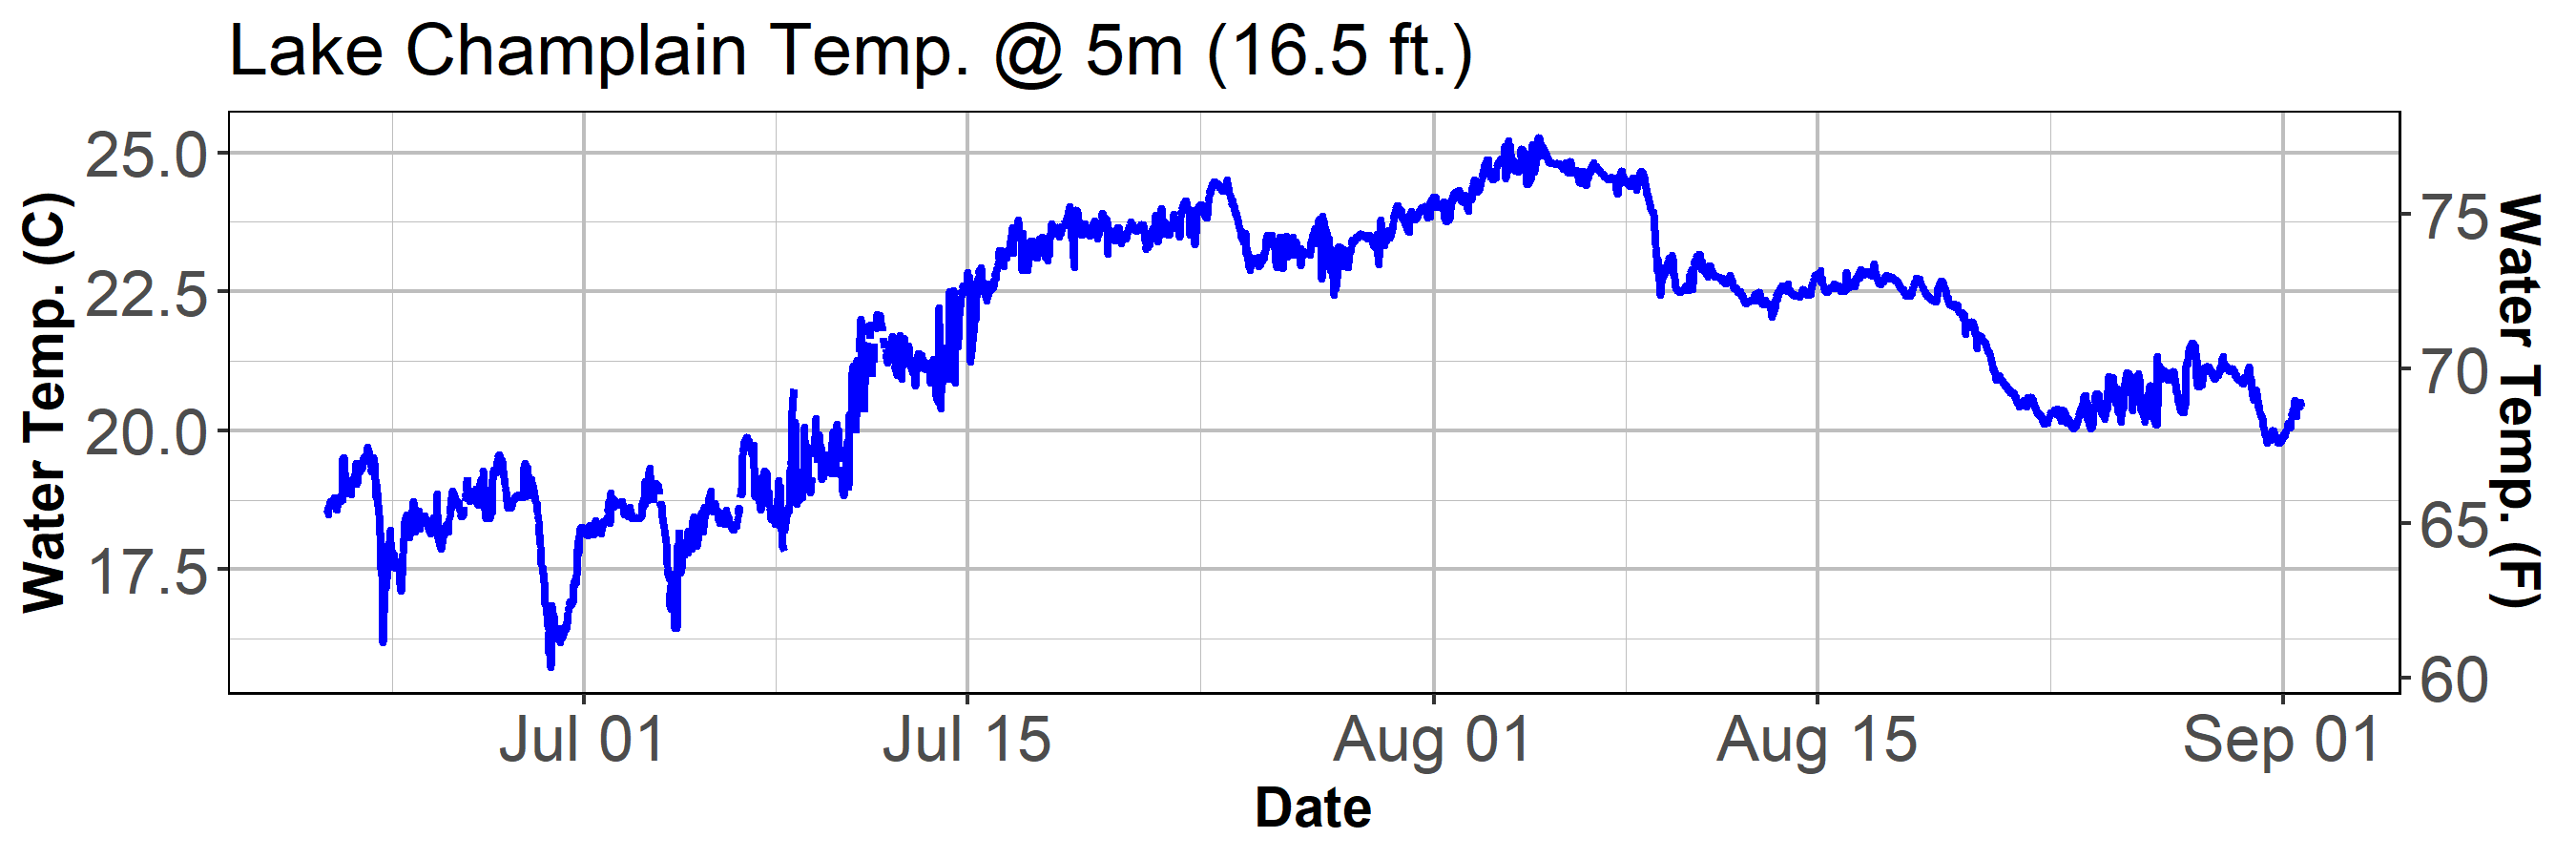 Lake Champlain Temp. @ 5m (16.5 ft.)
Water Temp. (C)
25.0
22.5
20.0
17.5
75
70
65
60
Water Temp. (F)
Jul 01
Jul 15
Aug 01
Aug 15
Sep 01
Date